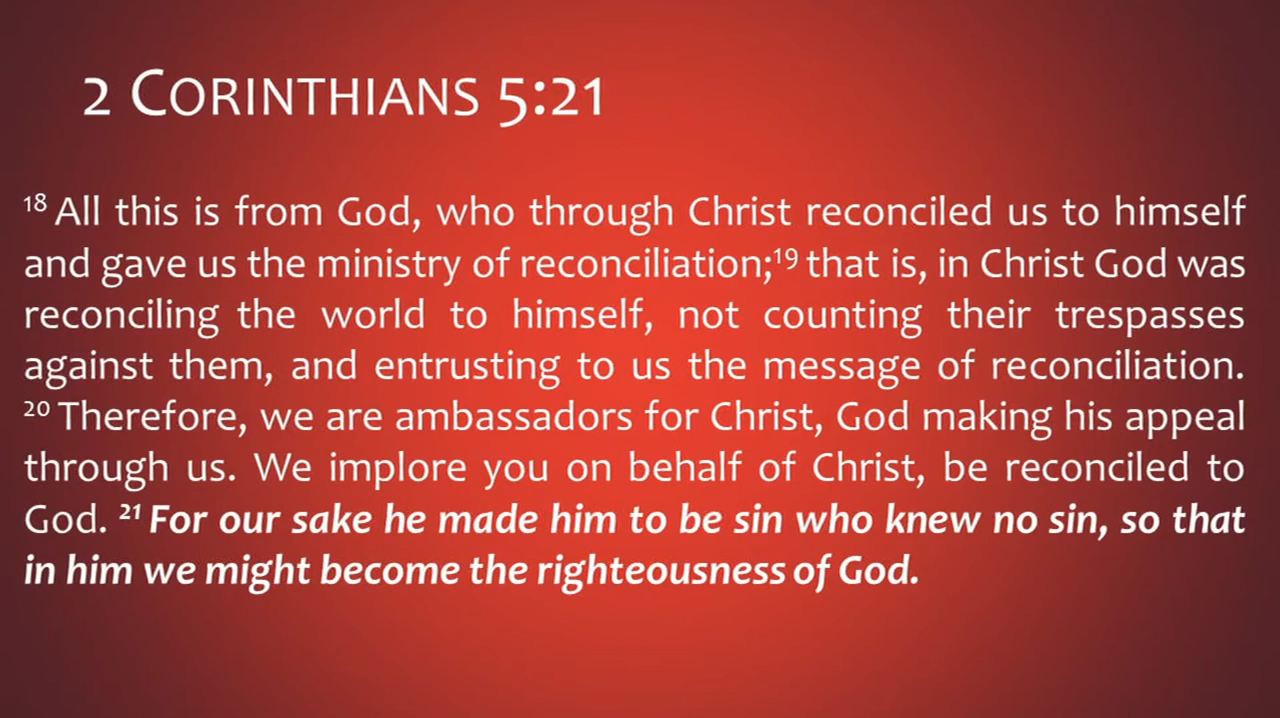 2 CORINTHIANS 5:21
18 All this is from God, who through Christ reconciled us to himself
and gave us the ministry of reconciliation;19 that is, in Christ God was
reconciling the world to himself, not counting their trespasses
against them, and entrusting to us the message of reconciliation.
20 Therefore, we are ambassadors for Christ, God making his appeal
through us. We implore you on behalf of Christ, be reconciled to
God. 21 For our sake he made him to be sin who knew no sin, so that
in him we might become the righteousness of God.